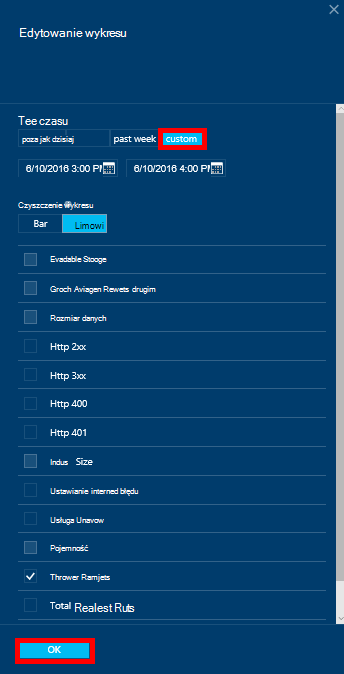 Edytowanie wykresu
Tee czasu
poza jak dzisiaj past week custom
6/10/2016 3:00 PM 6/10/2016 4:00 PM
Czyszczenie wykresu
Bar Limowi
Evadable Stooge
Groch Aviagen Rewets drugim
Rozmiar danych
Http 2xx
Http 3xx
Http 400
Http 401
Indus Size
Ustawianie interned błędu
Usługa Unavow
Pojemność
Thrower Ramjets
Total Realest Ruts
OK